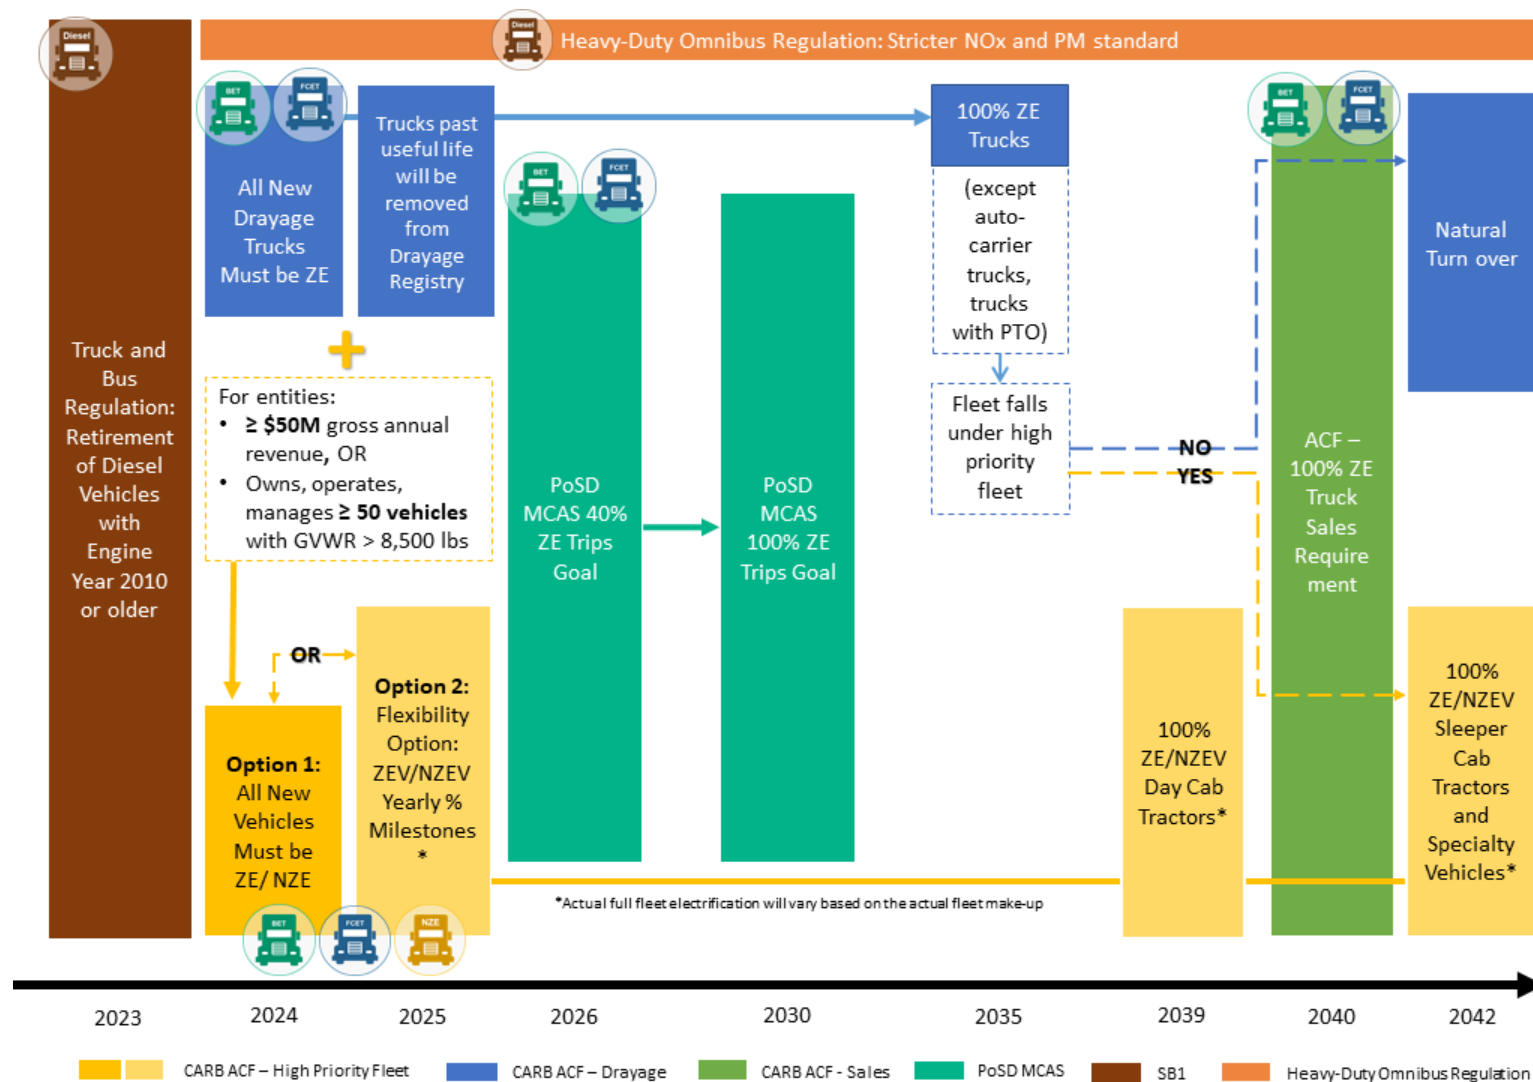 Diesel
Diesel
Heavy-Duty Omnibus Regulation: Stricter NOx and PM standard
Truck and
Bus
Regulation:
Retirement
of Diesel
Vehicles
with
Engine
Year 2010
or older
BET
FCET
All New
Drayage
Trucks
Must be ZE
Trucks past
useful life
will be
removed
from
Drayage
Registry
+
For entities:
• ≥ $50M gross annual
revenue, OR
• Owns, operates,
manages ≥ 50 vehicles
with GVWR > 8,500 lbs
OR
Option 1:
All New
Vehicles
Must be
ZE/ NZE
Option 2:
Flexibility
Option:
ZEV/NZEV
Yearly %
Milestones
*
BET
FCET
NZE
BET
FCET
PoSD
MCAS 40%
ZE Trips
Goal
PoSD
MCAS
100% ZE
Trips Goal
100% ZE
Trucks
(except
auto-
carrier
trucks,
trucks
with PTO)
Fleet falls
under high
priority
fleet
NO
YES
100%
ZE/NZEV
Day Cab
Tractors*
BET
FCET
ACF –
100% ZE
Truck
Sales
Require
ment
Natural
Turn over
100%
ZE/NZEV
Sleeper
Cab
Tractors
and
Specialty
Vehicles*
*Actual full fleet electrification will vary based on the actual fleet make-up
2023
2024
2025
2026
2030
2035
2039
2040
2042
CARB ACF – High Priority Fleet
CARB ACF – Drayage
CARB ACF - Sales
PoSD MCAS
SB1
Heavy-Duty Omnibus Regulation